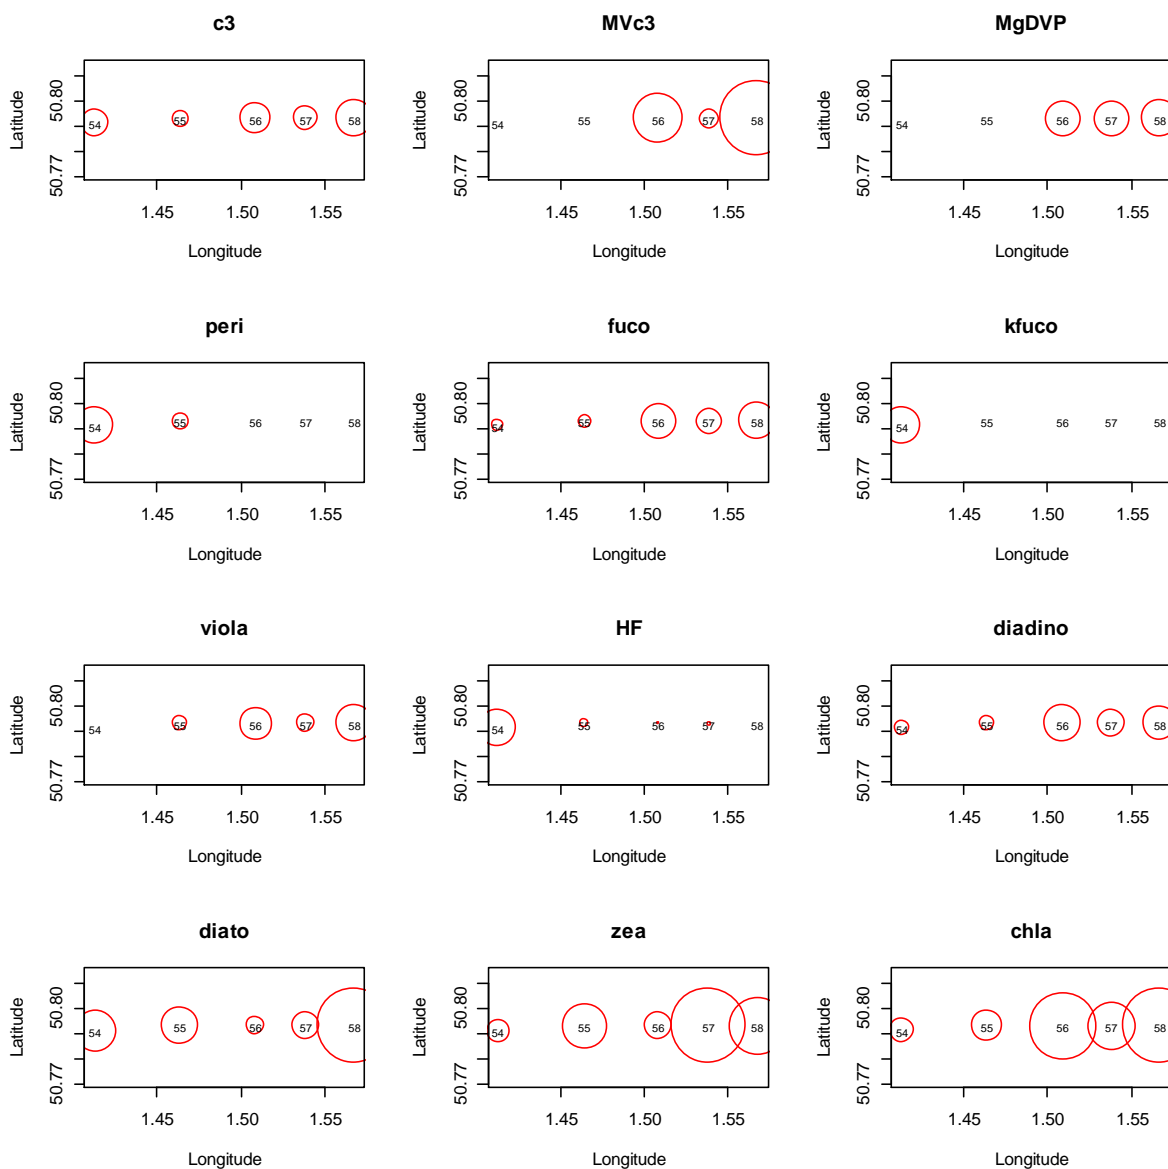 c3 MVc3 MgDVP
Latitude 50.77 50.80 54 55 56 57 58 Latitude 50.77 50.80 54 55 56 57 58 Latitude 50.77 50.80 54 55 56 57 58
1.45 1.50 1.55 1.45 1.50 1.55 1.45 1.50 1.55
Longitude Longitude Longitude
peri fuco kfuco
Latitude 50.77 50.80 54 55 56 57 58 Latitude 50.77 50.80 54 55 56 57 58 Latitude 50.77 50.80 54 55 56 57 58
1.45 1.50 1.55 1.45 1.50 1.55 1.45 1.50 1.55
Longitude Longitude Longitude
viola HF diadino
Latitude 50.77 50.80 54 55 56 57 58 Latitude 50.77 50.80 54 55 56 57 58 Latitude 50.77 50.80 54 55 56 57 58
1.45 1.50 1.55 1.45 1.50 1.55 1.45 1.50 1.55
Longitude Longitude Longitude
diato zea chla
Latitude 50.77 50.80 54 55 56 57 58 Latitude 50.77 50.80 54 55 56 57 58 Latitude 50.77 50.80 54 55 56 57 58
1.45 1.50 1.55 1.45 1.50 1.55 1.45 1.50 1.55
Longitude Longitude Longitude